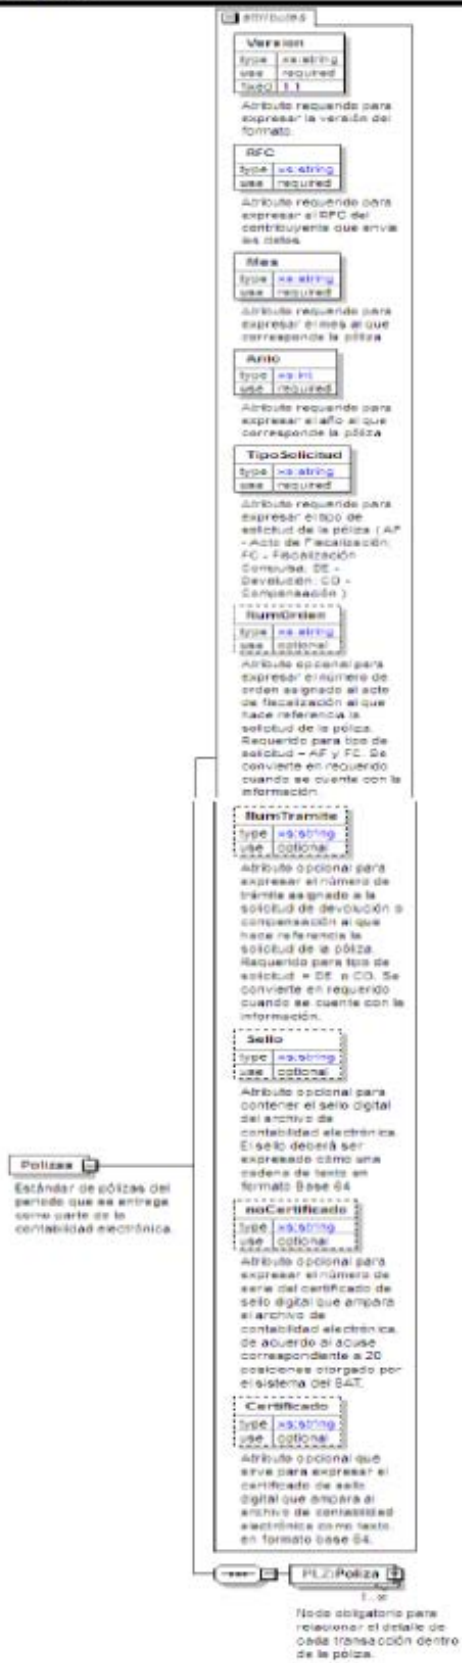 attributes
Version
type xs:string
use required
fixed 1.1
Atributo requerido para
expresar la versión del
formato.
RFC
type xs:string
use required
Atributo requerido para
expresar el RFC del
contribuyente que envía
los datos
Mes
type xs:string
use required
Atributo requerido para
expresar el mes al que
corresponde la póliza
Anio
type xs:int
use required
Atributo requerido para
expresar el año al que
corresponde la póliza
TipoSolicitud
type xs:string
use required
Atributo requerido para
expresar el tipo de
solicitud de la póliza ( AF
- Acto de Fiscalización;
FC - Fiscalización
Compulsa; DE -
Devolución; CO -
Compensación )
NumOrden
type xs:string
use optional
Atributo opcional para
expresar el número de
orden asignado al acto
de fiscalización al que
hace referencia la
solicitud de la póliza.
Requerido para tipo de
solicitud = AF y FC. Se
convierte en requerido
cuando se cuente con la
información.
NumTramite
type xs:string
use optional
Atributo opcional para
expresar el número de
trámite asignado a la
solicitud de devolución o
compensación al que
hace referencia la
solicitud de la póliza.
Requerido para tipo de
solicitud = DE o CO. Se
convierte en requerido
cuando se cuente con la
información.
Sello
type xs:string
use optional
Atributo opcional para
contener el sello digital
del archivo de
contabilidad electrónica.
El sello deberá ser
expresado cómo una
cadena de texto en
formato Base 64
Polizas
Estándar de pólizas del
periodo que se entrega
como parte de la
contabilidad electrónica.
noCertificado
type xs:string
use optional
Atributo opcional para
expresar el número de
serie del certificado de
sello digital que ampara
el archivo de
contabilidad electrónica,
de acuerdo al acuse
correspondiente a 20
posiciones otorgado por
el sistema del SAT.
Certificado
type xs:string
use optional
Atributo opcional que
sirve para expresar el
certificado de sello
digital que ampara al
archivo de contabilidad
electrónica como texto,
en formato base 64.
PLZ:Poliza
1..∞
Nodo obligatorio para
relacionar el detalle de
cada transacción dentro
de la póliza.